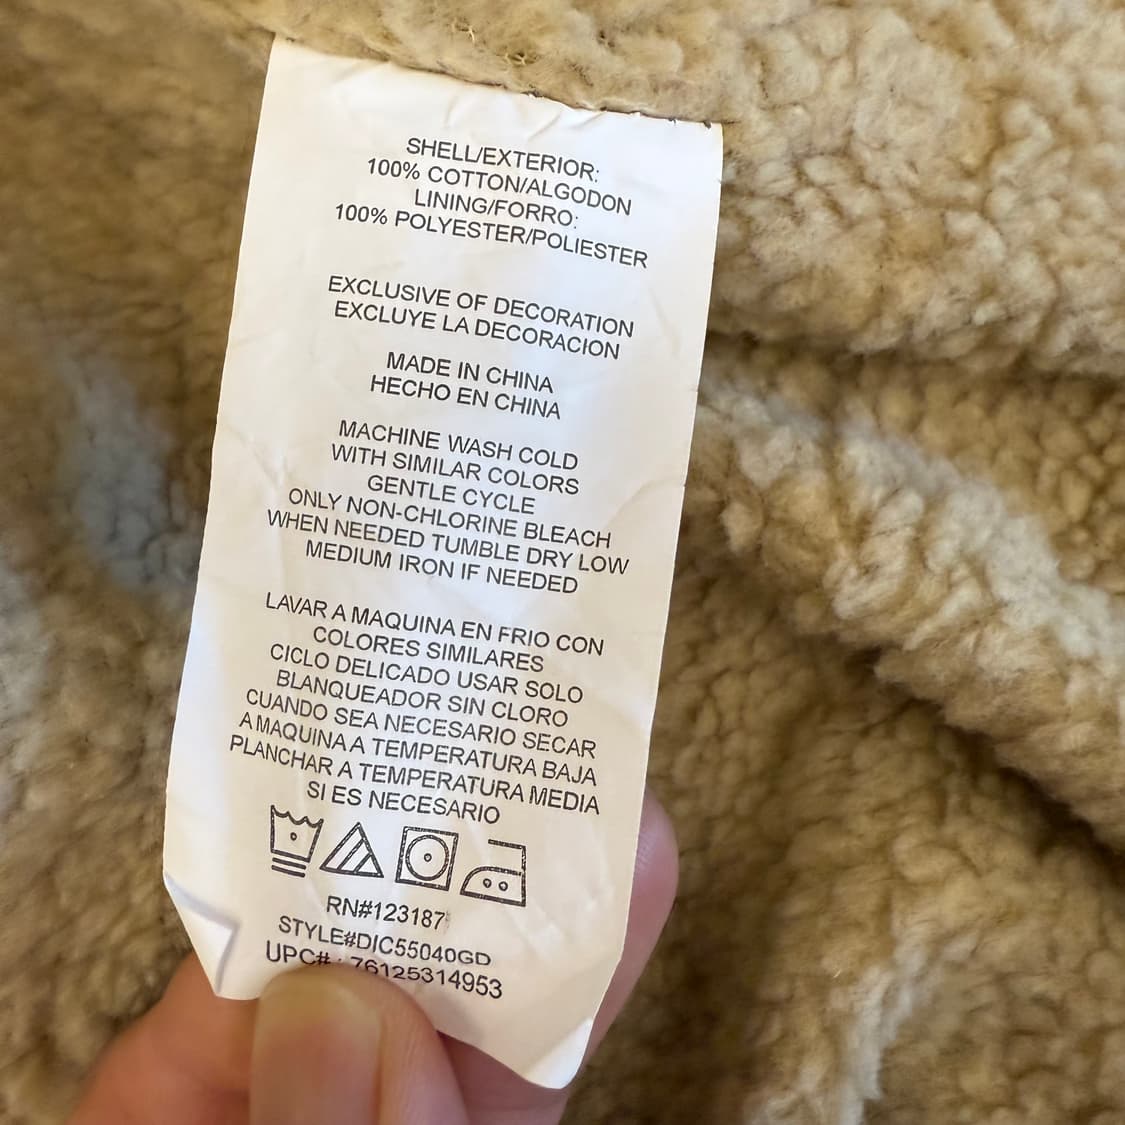 SHELL/EXTERIOR:
100% COTTON/ALGODON
LINING/FORRO:
100% POLYESTER/POLIESTER
EXCLUSIVE OF DECORATION
EXCLUYE LA DECORACION
MADE IN CHINA
HECHO EN CHINA
MACHINE WASH COLD
WITH SIMILAR COLORS
GENTLE CYCLE
ONLY NON-CHLORINE BLEACH
WHEN NEEDED TUMBLE DRY LOW
MEDIUM IRON IF NEEDED
LAVAR A MAQUINA EN FRIO CON
COLORES SIMILARES
CICLO DELICADO USAR SOLO
BLANQUEADOR SIN CLORO
CUANDO SEA NECESARIO SECAR
A MAQUINA A TEMPERATURA BAJA
PLANCHAR A TEMPERATURA MEDIA
SI ES NECESARIO
RN#123187
STYLE#DIC55040GD
UPC#: 76125314953